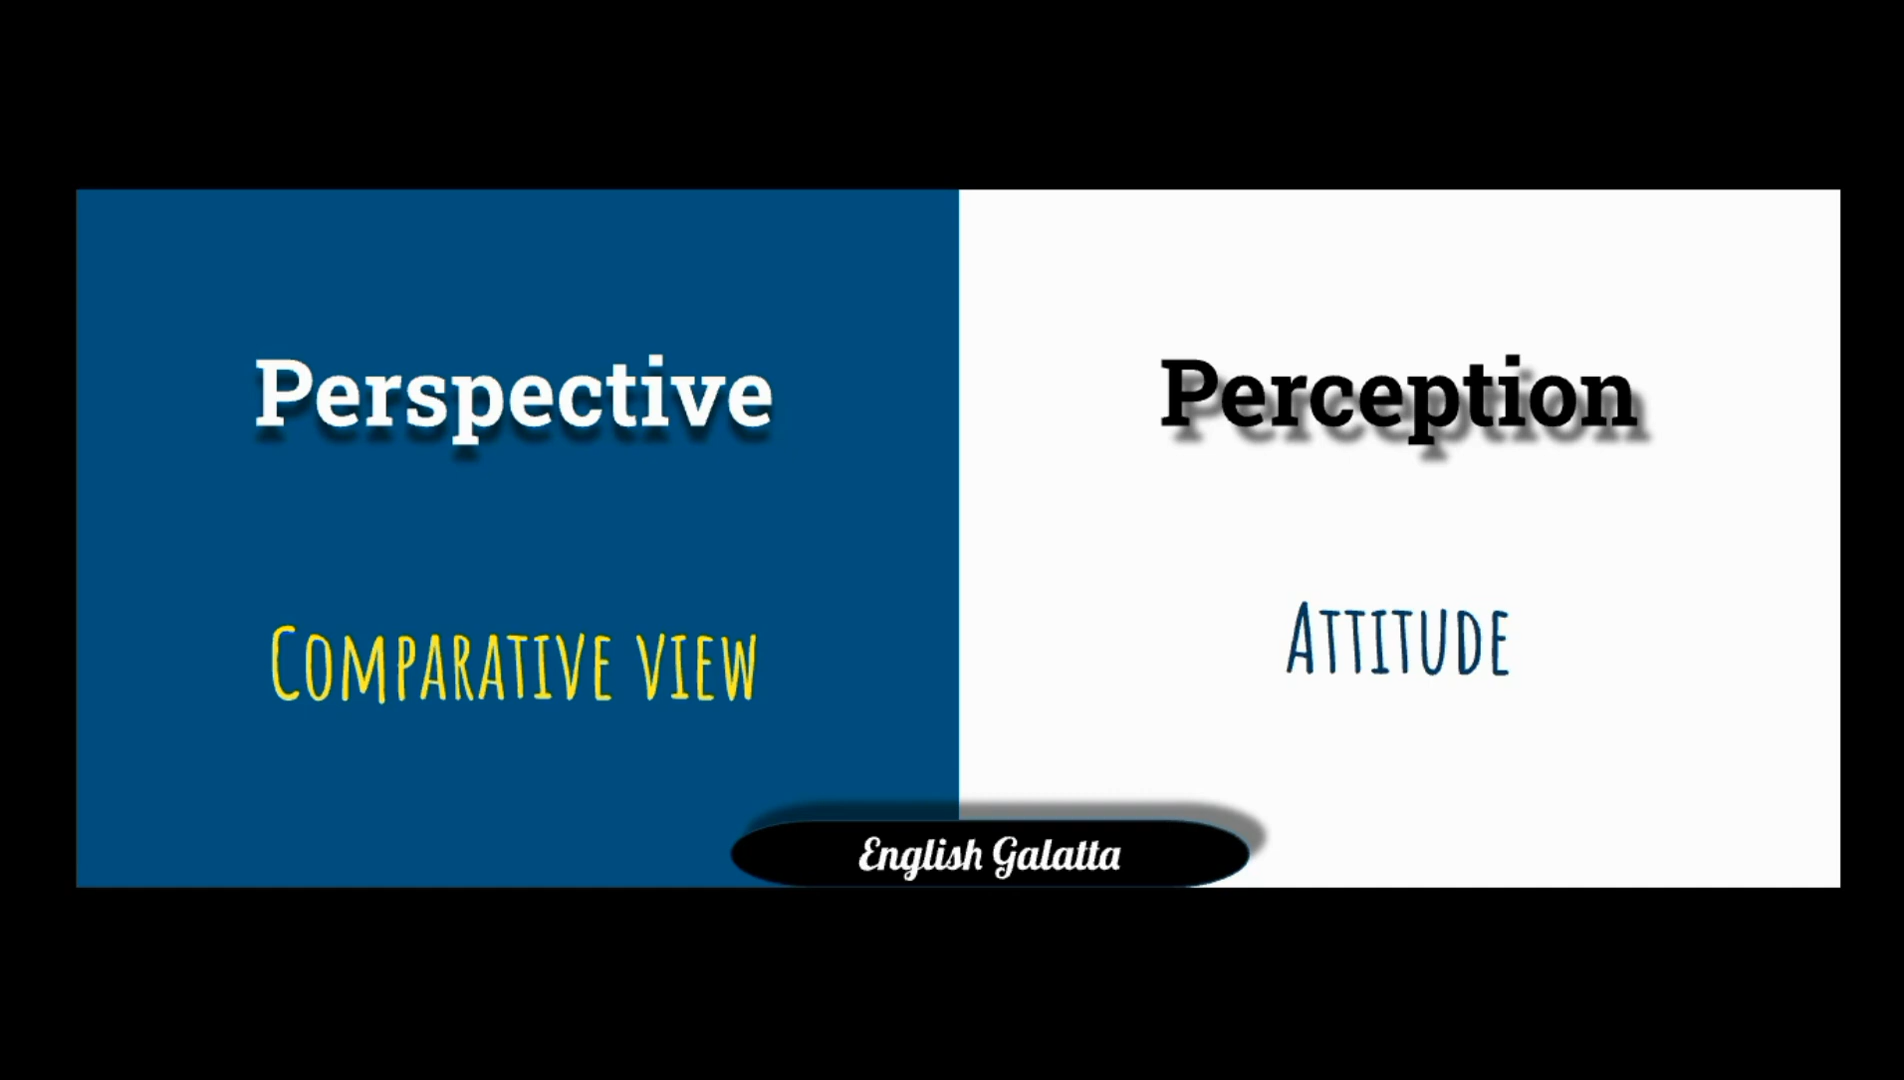 Perspective
Comparative view
Perception
Attitude
English Galatta